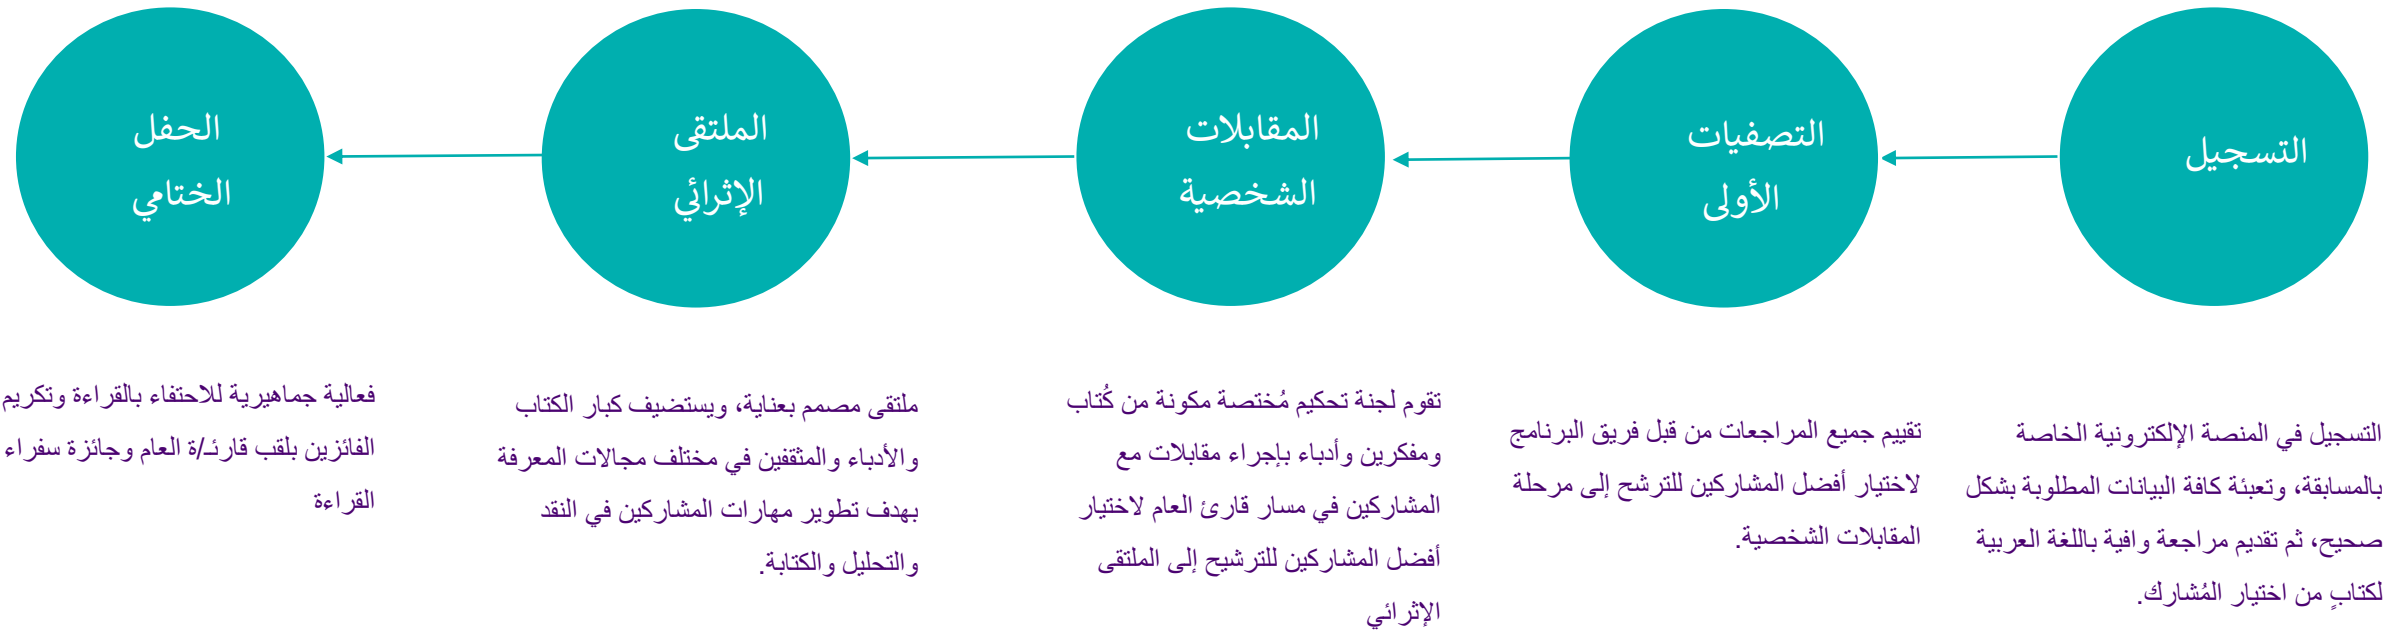 التسجيل
التصفيات
الأولى
المقابلات
الشخصية
الملتقى
الإثرائي
الحفل
الختامي
التسجيل في المنصة الإلكترونية الخاصة
بالمسابقة، وتعبئة كافة البيانات المطلوبة بشكل
صحيح، ثم تقديم مراجعة وافية باللغة العربية
لكتابٍ من اختيار المُشارك.
تقييم جميع المراجعات من قبل فريق البرنامج
لاختيار أفضل المشاركين للترشح إلى مرحلة
المقابلات الشخصية.
تقوم لجنة تحكيم مُختصة مكونة من كُتاب
ومفكرين وأدباء بإجراء مقابلات مع
المشاركين في مسار قارئ العام لاختيار
أفضل المشاركين للترشيح إلى الملتقى
الإثرائي
ملتقى مصمم بعناية، ويستضيف كبار الكتاب
والأدباء والمثقفين في مختلف مجالات المعرفة
بهدف تطوير مهارات المشاركين في النقد
والتحليل والكتابة.
فعالية جماهيرية للاحتفاء بالقراءة وتكريم
الفائزين بلقب قارئـ/ة العام وجائزة سفراء
القراءة